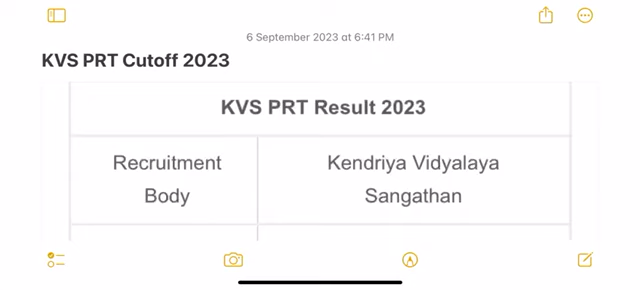 6 September 2023 at 6:41 PM
KVS PRT Cutoff 2023
KVS PRT Result 2023
Recruitment
Body
Kendriya Vidyalaya
Sangathan